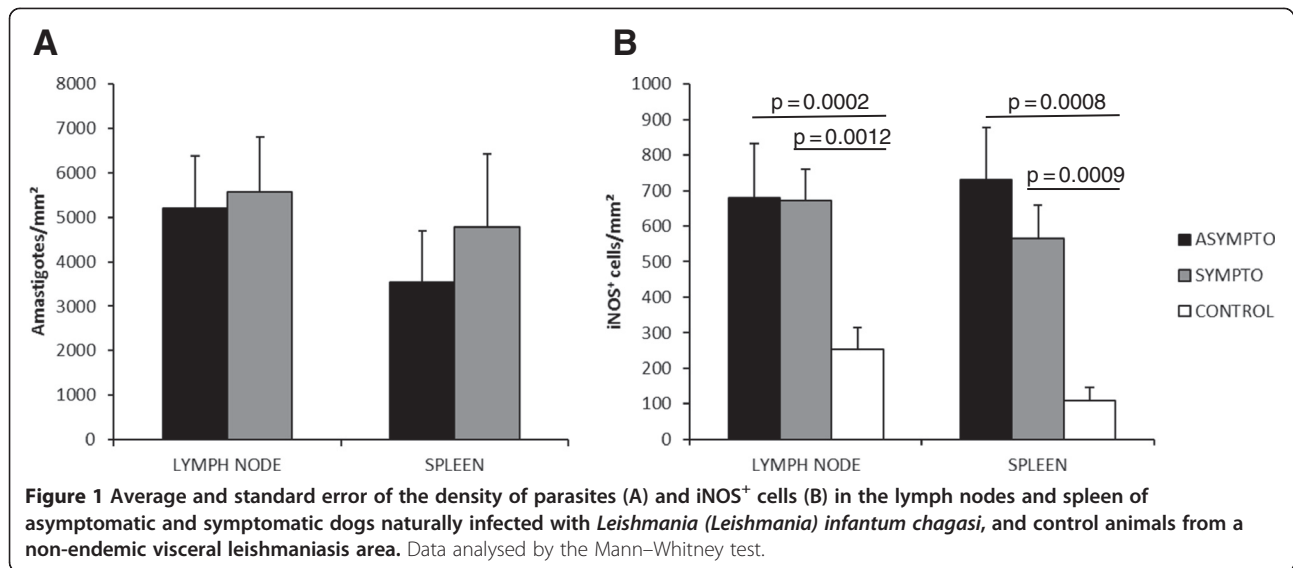 A
8000
7000
6000
5000
4000
3000
2000
1000
0
Amastigotes/mm²
LYMPH NODE SPLEEN
B
1000
900
800
700
600
500
400
300
200
100
0
iNOS⁺ cells/mm²
p=0.0002
p=0.0012
p=0.0008
p=0.0009
LYMPH NODE SPLEEN
ASYMPTO
SYMPTO
CONTROL
Figure 1 Average and standard error of the density of parasites (A) and iNOS⁺ cells (B) in the lymph nodes and spleen of
asymptomatic and symptomatic dogs naturally infected with Leishmania (Leishmania) infantum chagasi, and control animals from a
non-endemic visceral leishmaniasis area. Data analysed by the Mann–Whitney test.